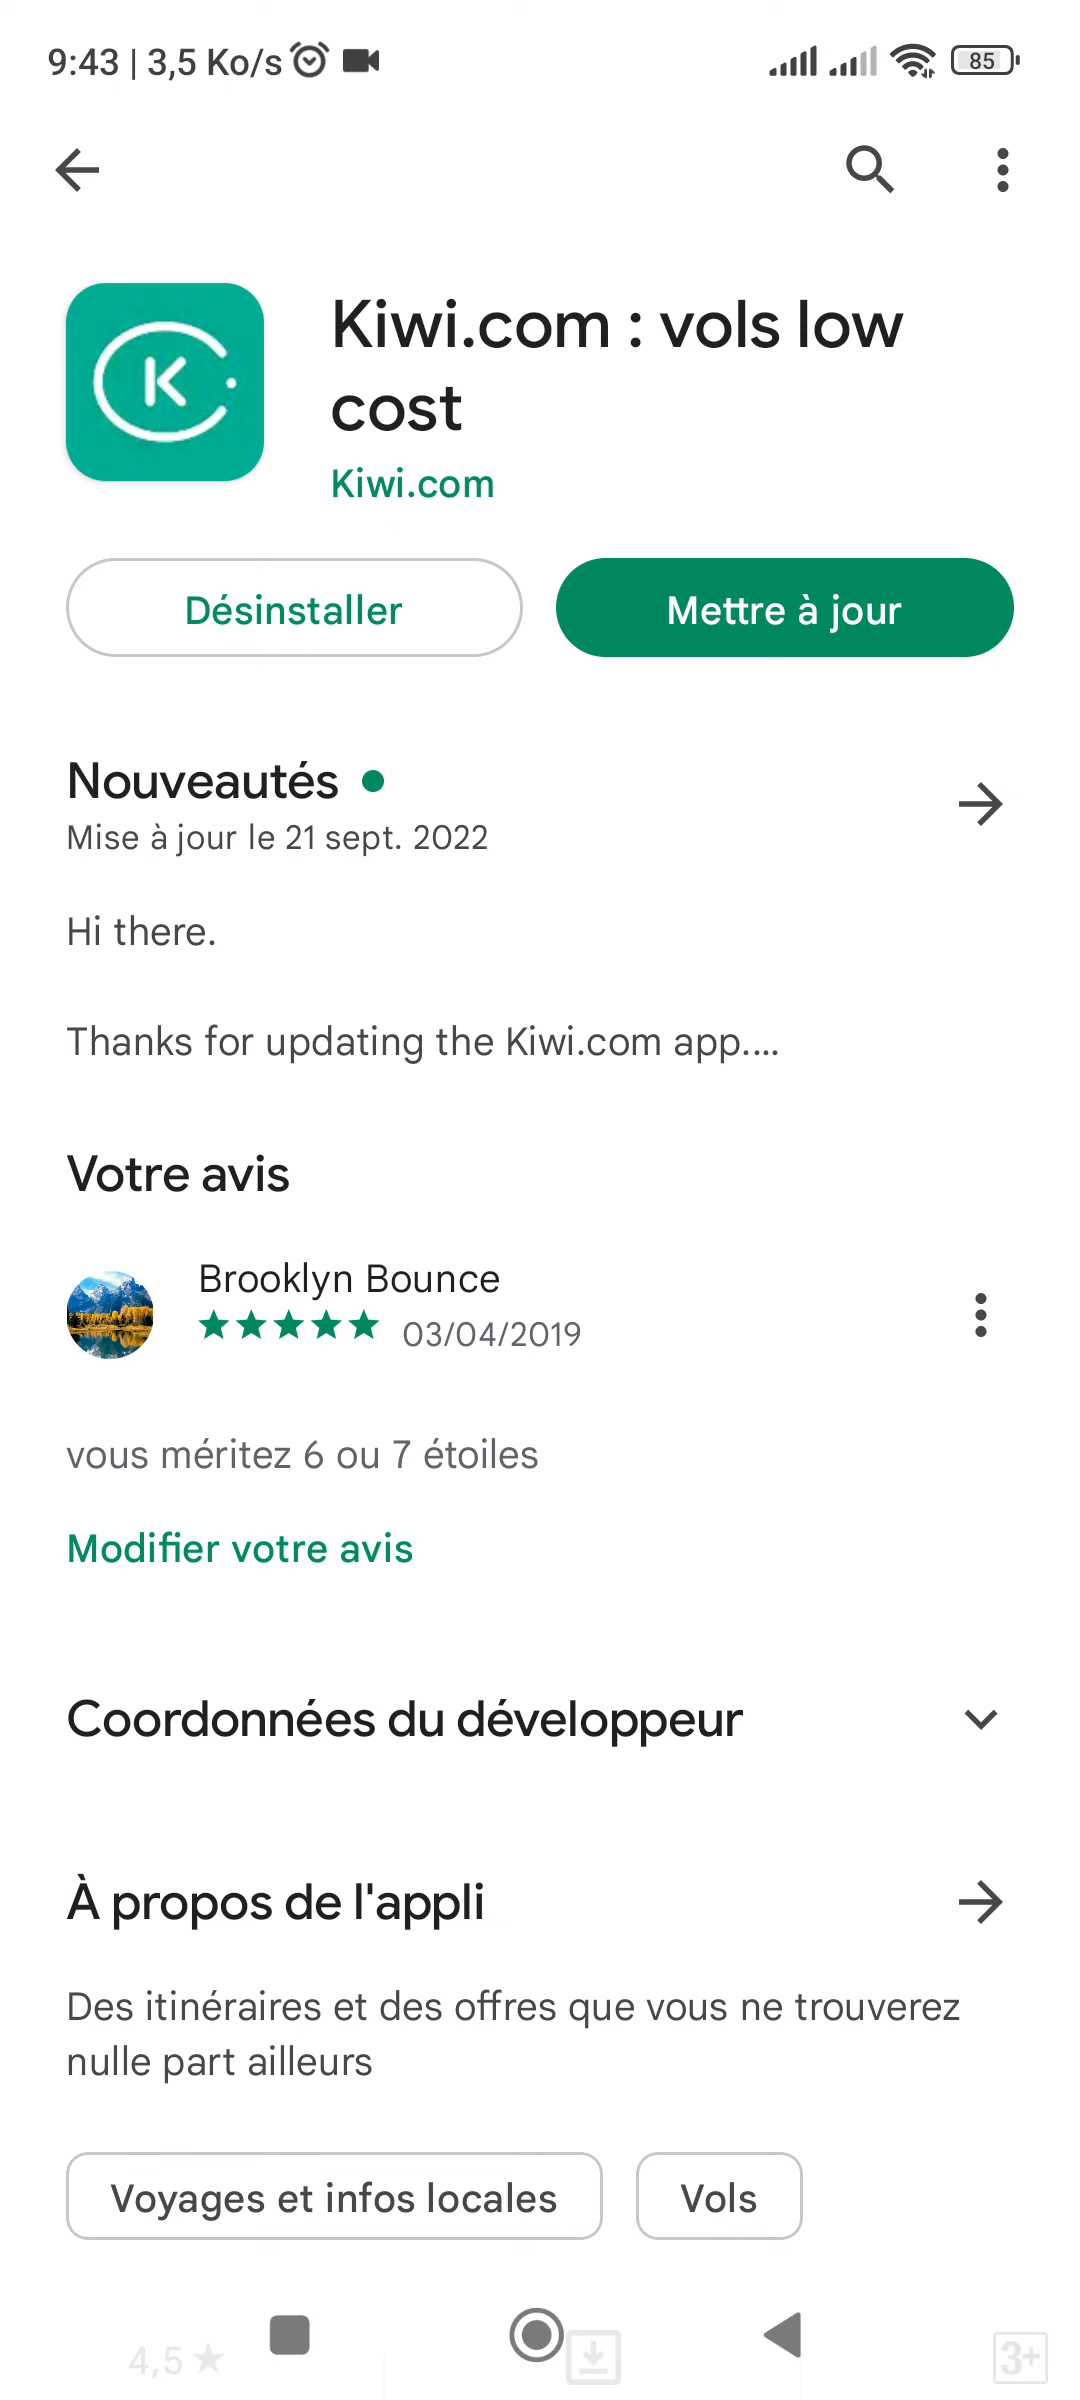 9:43 | 3,5 Ko/s
85
K
Kiwi.com : vols low
cost
Kiwi.com
Désinstaller
Mettre à jour
Nouveautés
Mise à jour le 21 sept. 2022
Hi there.
Thanks for updating the Kiwi.com app....
Votre avis
Brooklyn Bounce
03/04/2019
vous méritez 6 ou 7 étoiles
Modifier votre avis
Coordonnées du développeur
À propos de l'appli
Des itinéraires et des offres que vous ne trouverez
nulle part ailleurs
Voyages et infos locales
Vols
4,5★
3+